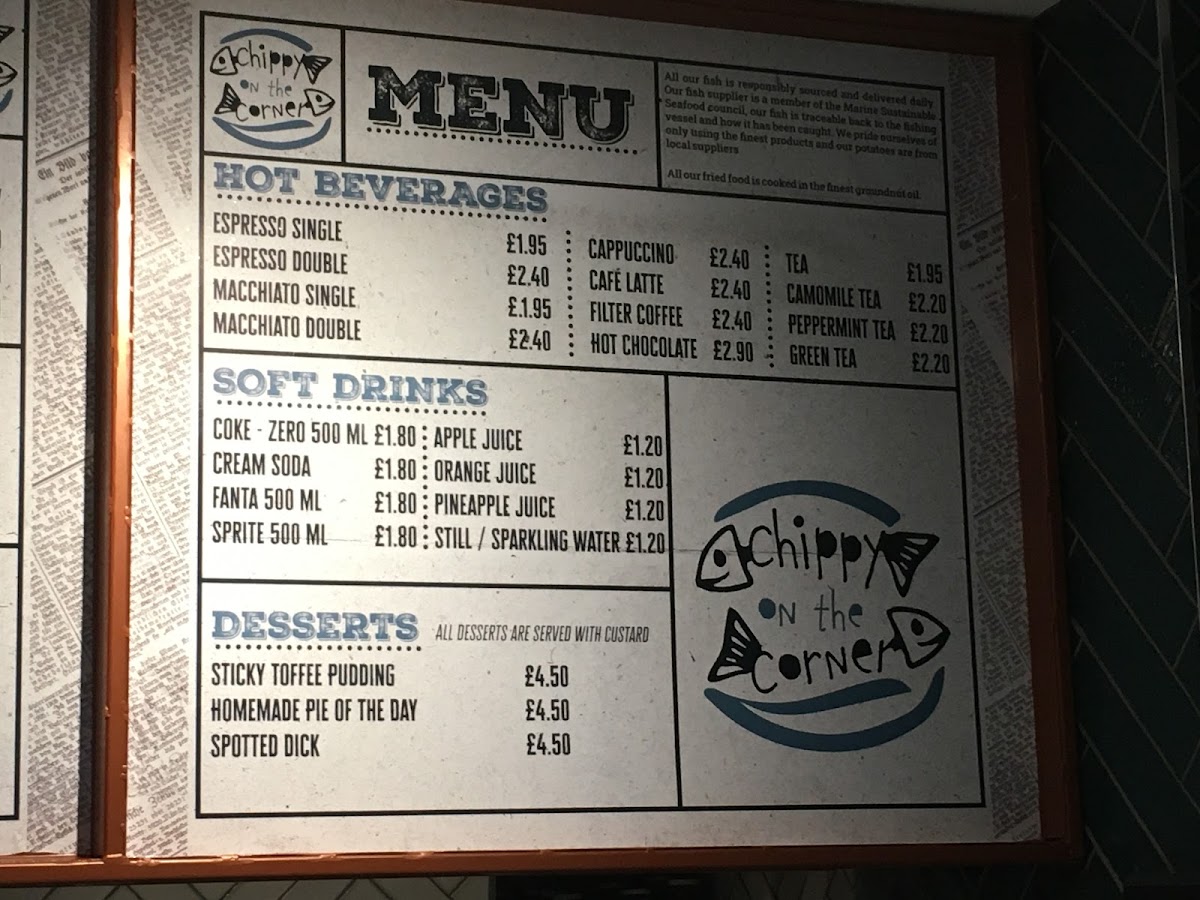 chippy
on the
corner
MENU
All our fish is responsibly sourced and delivered daily
Our fish supplier is a member of the Marine Sustainable
Seafood council, our fish is traceable back to the fishing
vessel and how it has been caught. We pride ourselves of
only using the finest products and our potatoes are from
local suppliers
All our fried food is cooked in the finest groundnut oil.
HOT BEVERAGES
ESPRESSO SINGLE £1.95
ESPRESSO DOUBLE £2.40
MACCHIATO SINGLE £.1.95
MACCHIATO DOUBLE £2.40
CAPPUCCINO £2.40
CAFÉ LATTE £2.40
FILTER COFFEE £2.40
HOT CHOCOLATE £2.90
TEA £1.95
CAMOMILE TEA £2.20
PEPPERMINT TEA £2.20
GREEN TEA £2.20
SOFT DRINKS
COKE - ZERO 500 ML £1.80
CREAM SODA £1.80
FANTA 500 ML £1.80
SPRITE 500 ML £1.80
APPLE JUICE £1.20
ORANGE JUICE £1.20
PINEAPPLE JUICE £1.20
STILL / SPARKLING WATER £1.20
DESSERTS ALL DESSERTS ARE SERVED WITH CUSTARD
STICKY TOFFEE PUDDING £4.50
HOMEMADE PIE OF THE DAY £4.50
SPOTTED DICK £4.50
chippy
on the
corner